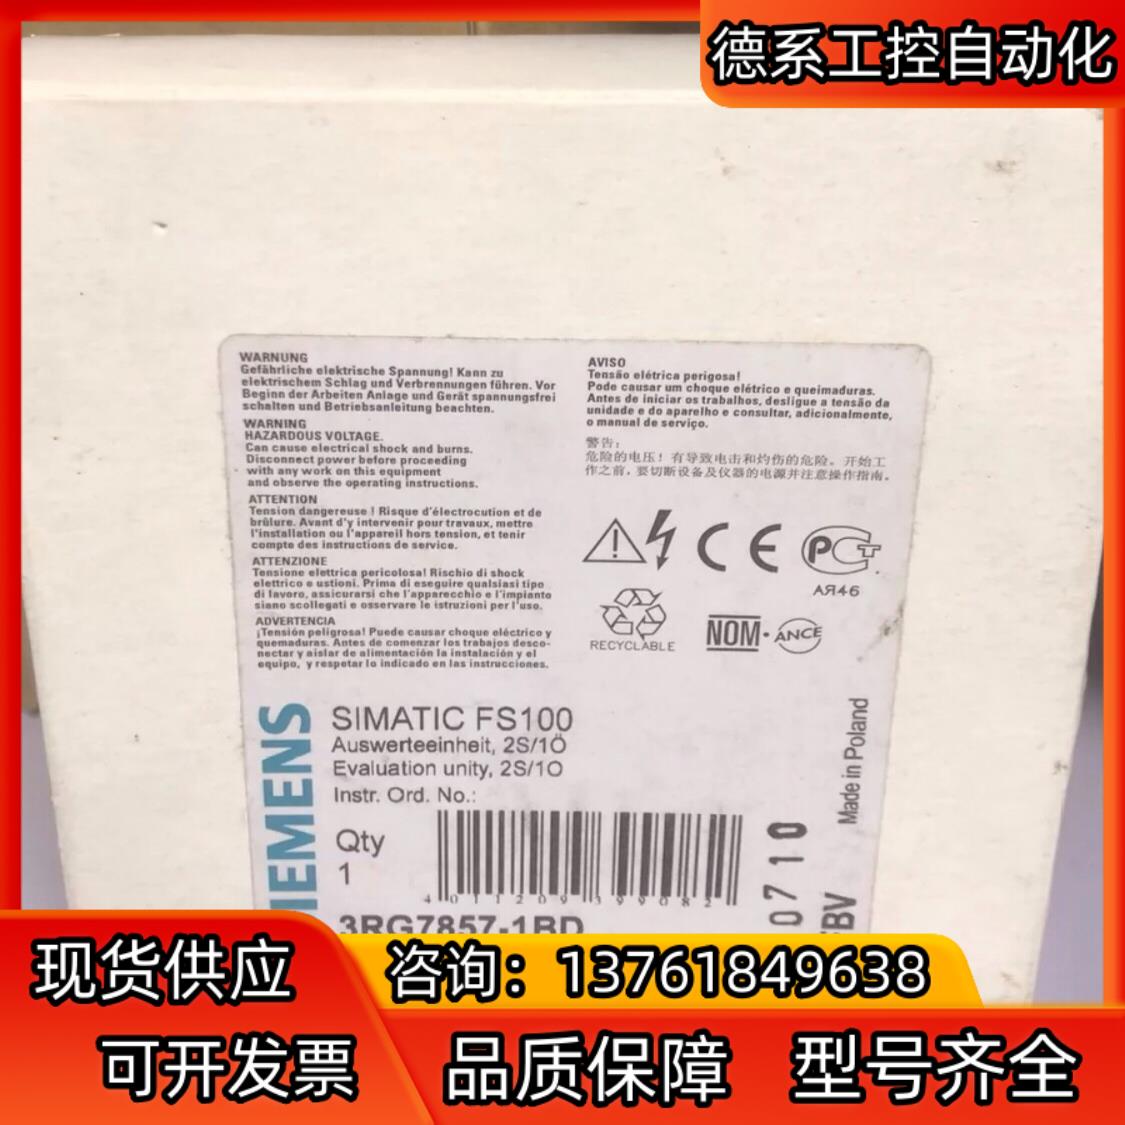 德系工控自动化
WARNUNG
Gefährliche elektrische Spannung! Kann zu
elektrischem Schlag und Verbrennungen führen. Vor
Beginn der Arbeiten Anlage und Gerät spannungsfrei
schalten und Betriebsanleitung beachten.
WARNING
HAZARDOUS VOLTAGE.
Can cause electrical shock and burns.
Disconnect power before proceeding
with any work on this equipment
and observe the operating instructions.
ATTENTION
Tension dangereuse ! Risque d'électrocution et de
brûlure. Avant d'y intervenir pour travaux, mettre
l'installation ou l'appareil hors tension, et tenir
compte des instructions de service.
ATTENZIONE
Tensione elettrica pericolosa! Rischio di shock
elettrico e ustioni. Prima di eseguire qualsiasi tipo
di lavoro, assicurarsi che l'apparecchio e l'impianto
siano scollegati e osservare le istruzioni per l'uso.
ADVERTENCIA
¡Tensión peligrosa! Puede causar choque eléctrico y
quemaduras. Antes de comenzar los trabajos desco-
nectar y aislar de alimentación la instalación y el
equipo, y respetar lo indicado en las instrucciones.
AVISO
Tensão elétrica perigosa!
Pode causar um choque elétrico e queimaduras.
Antes de iniciar os trabalhos, desligue a tensão da
unidade e do aparelho e consultar, adicionalmente,
o manual de serviço.
警告:
危险的电压! 有导致电击和灼伤的危险。开始工
作之前, 要切断设备及仪器的电源并注意操作指南。
CE
РСТ
АЯ46
RECYCLABLE
NOM·ANCE
SIEMENS
SIMATIC FS100
Auswerteeinheit, 2S/1Ö
Evaluation unity, 2S/1O
Instr. Ord. No.:
Qty
1
4 011209 399082
3RG7857-1BD
Made in Poland
0710
现货供应
可开发票
咨询：13761849638
品质保障 型号齐全